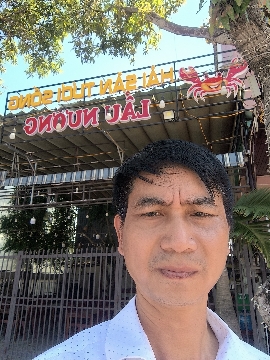 HẢI SẢN TƯƠI SỐNG
LẨU NƯỚNG